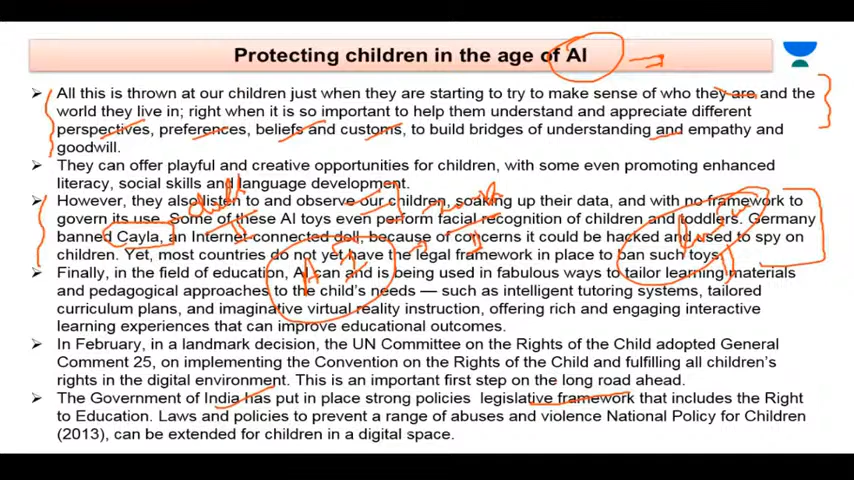 Protecting children in the age of AI
➤ All this is thrown at our children just when they are starting to try to make sense of who they are and the
world they live in; right when it is so important to help them understand and appreciate different
perspectives, preferences, beliefs and customs, to build bridges of understanding and empathy and
goodwill.
➤ They can offer playful and creative opportunities for children, with some even promoting enhanced
literacy, social skills and language development.
➤ However, they also listen to and observe our children, soaking up their data, and with no framework to
govern its use. Some of these AI toys even perform facial recognition of children and toddlers. Germany
banned Cayla, an Internet-connected doll, because of concerns it could be hacked and used to spy on
children. Yet, most countries do not yet have the legal framework in place to ban such toys.
➤ Finally, in the field of education, AI can and is being used in fabulous ways to tailor learning materials
and pedagogical approaches to the child's needs — such as intelligent tutoring systems, tailored
curriculum plans, and imaginative virtual reality instruction, offering rich and engaging interactive
learning experiences that can improve educational outcomes.
➤ In February, in a landmark decision, the UN Committee on the Rights of the Child adopted General
Comment 25, on implementing the Convention on the Rights of the Child and fulfilling all children's
rights in the digital environment. This is an important first step on the long road ahead.
➤ The Government of India has put in place strong policies legislative framework that includes the Right
to Education. Laws and policies to prevent a range of abuses and violence National Policy for Children
(2013), can be extended for children in a digital space.